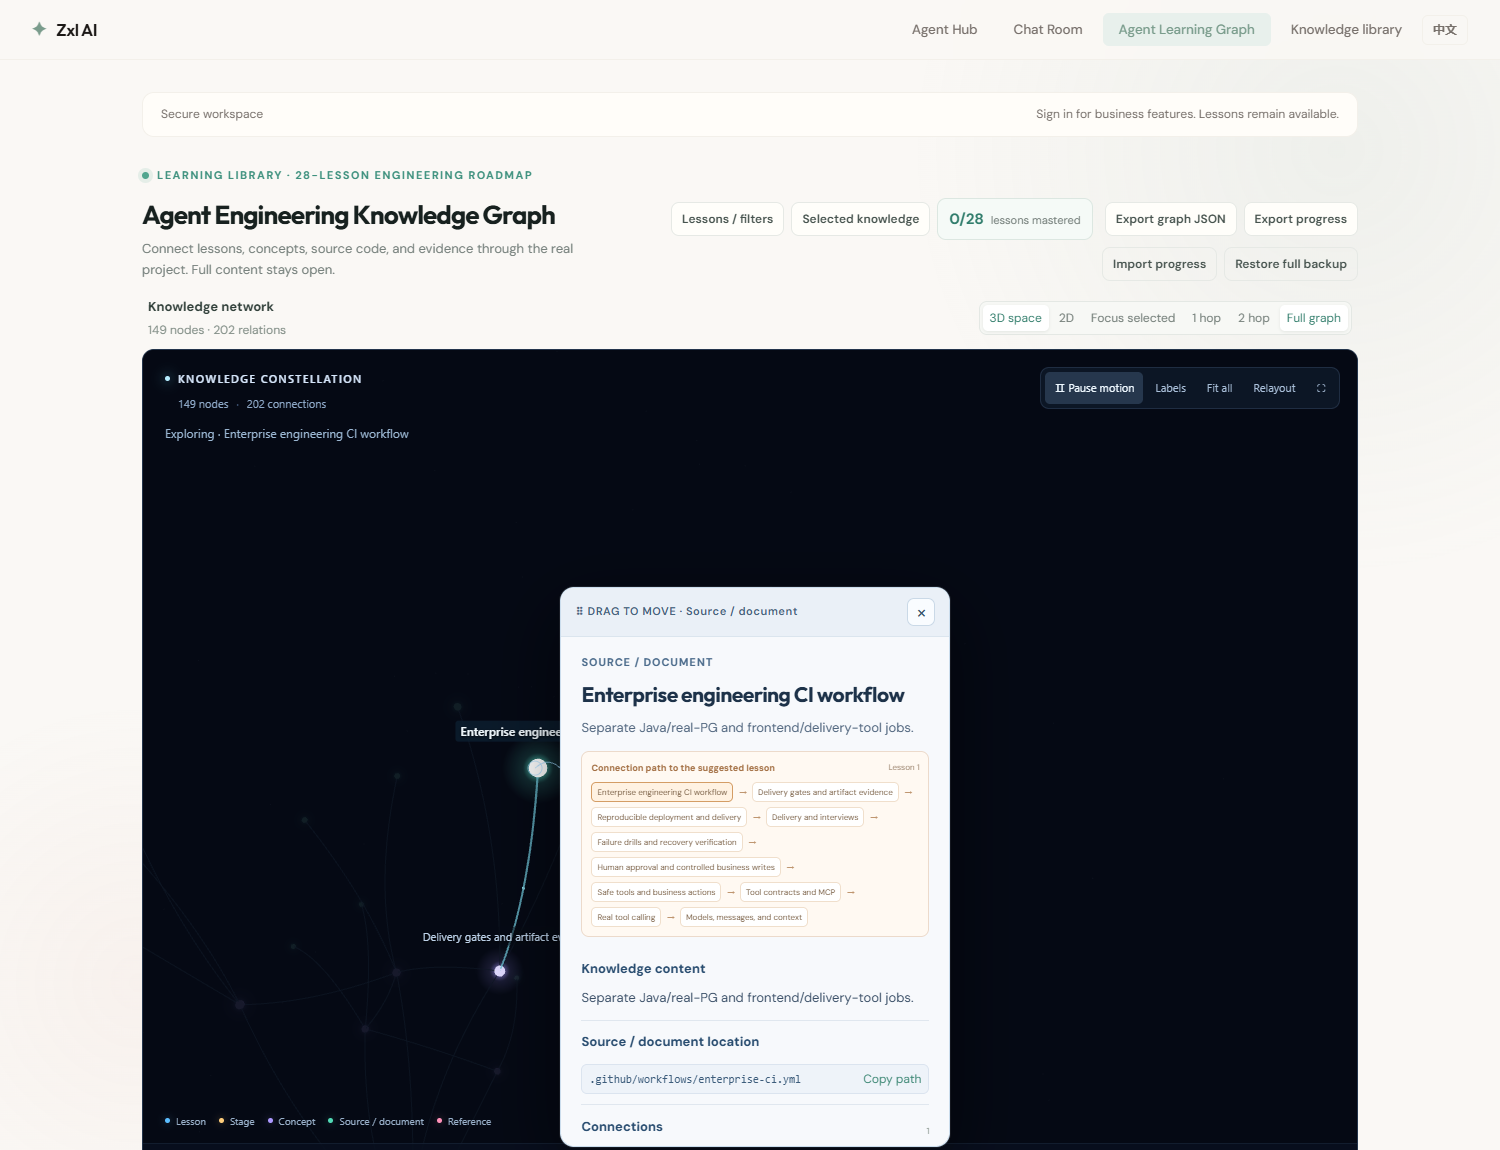 Zxl AI
Agent Hub
Chat Room
Agent Learning Graph
Knowledge library
中文
Secure workspace
Sign in for business features. Lessons remain available.
LEARNING LIBRARY · 28-LESSON ENGINEERING ROADMAP
Agent Engineering Knowledge Graph
Connect lessons, concepts, source code, and evidence through the real
project. Full content stays open.
Lessons / filters
Selected knowledge
0/28 lessons mastered
Export graph JSON
Export progress
Import progress
Restore full backup
Knowledge network
149 nodes · 202 relations
3D space
2D
Focus selected
1 hop
2 hop
Full graph
KNOWLEDGE CONSTELLATION
149 nodes · 202 connections
Exploring · Enterprise engineering CI workflow
Pause motion
Labels
Fit all
Relayout
DRAG TO MOVE · Source / document
×
SOURCE / DOCUMENT
Enterprise engineering CI workflow
Separate Java/real-PG and frontend/delivery-tool jobs.
Connection path to the suggested lesson
Lesson 1
Enterprise engineering CI workflow → Delivery gates and artifact evidence →
Reproducible deployment and delivery → Delivery and interviews →
Failure drills and recovery verification →
Human approval and controlled business writes →
Safe tools and business actions → Tool contracts and MCP →
Real tool calling → Models, messages, and context
Knowledge content
Separate Java/real-PG and frontend/delivery-tool jobs.
Source / document location
.github/workflows/enterprise-ci.yml
Copy path
Connections
1
Enterprise enginee
Delivery gates and artifact ev
Lesson
Stage
Concept
Source / document
Reference